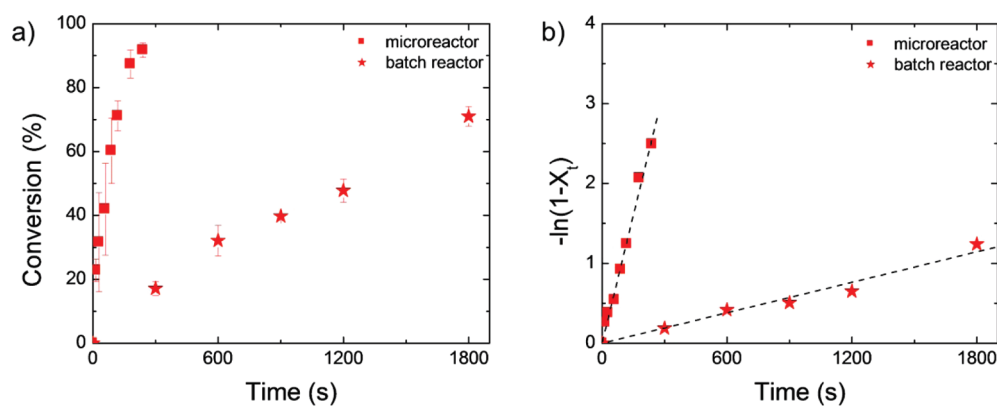 a)
microreactor
batch reactor
Conversion (%)
100
80
60
40
20
0
0 600 1200 1800
Time (s)
b)
microreactor
batch reactor
-ln(1-Xt)
-4
3
2
1
0
0 600 1200 1800
Time (s)